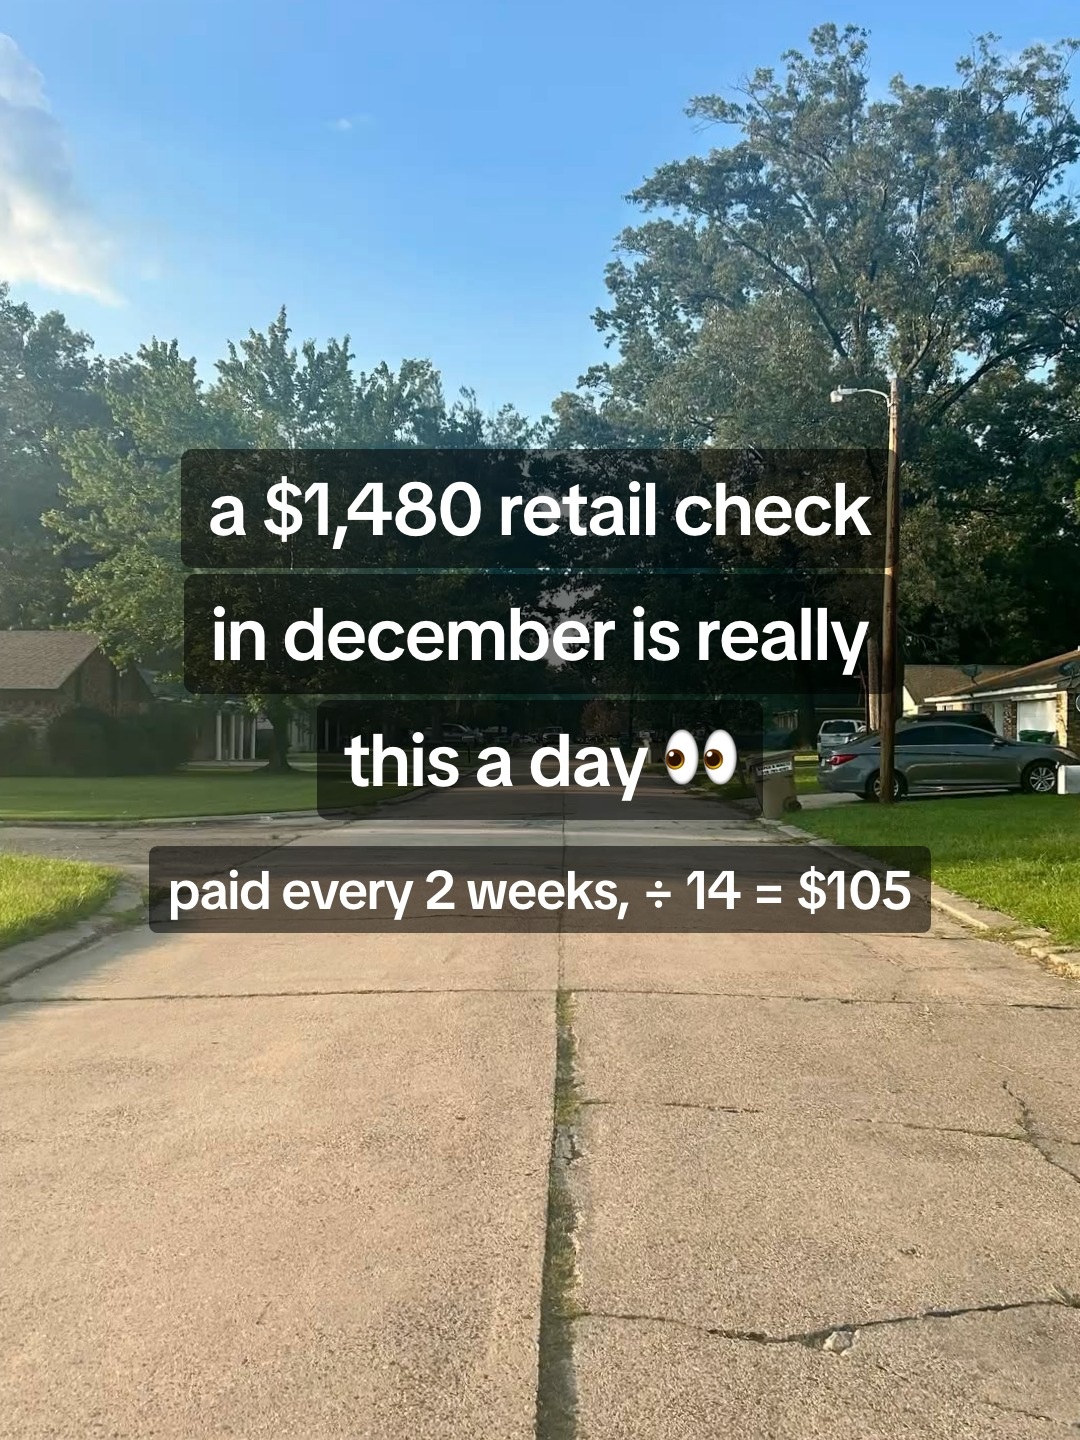 a $1,480 retail check
in december is really
this a day 👀
paid every 2 weeks, ÷ 14 = $105